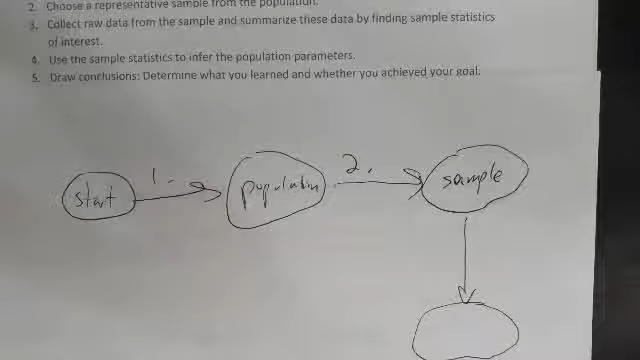 2. Choose a representative sample from the population.
3. Collect raw data from the sample and summarize these data by finding sample statistics
of interest.
4. Use the sample statistics to infer the population parameters.
5. Draw conclusions: Determine what you learned and whether you achieved your goal.
1.
2.
start
population
sample